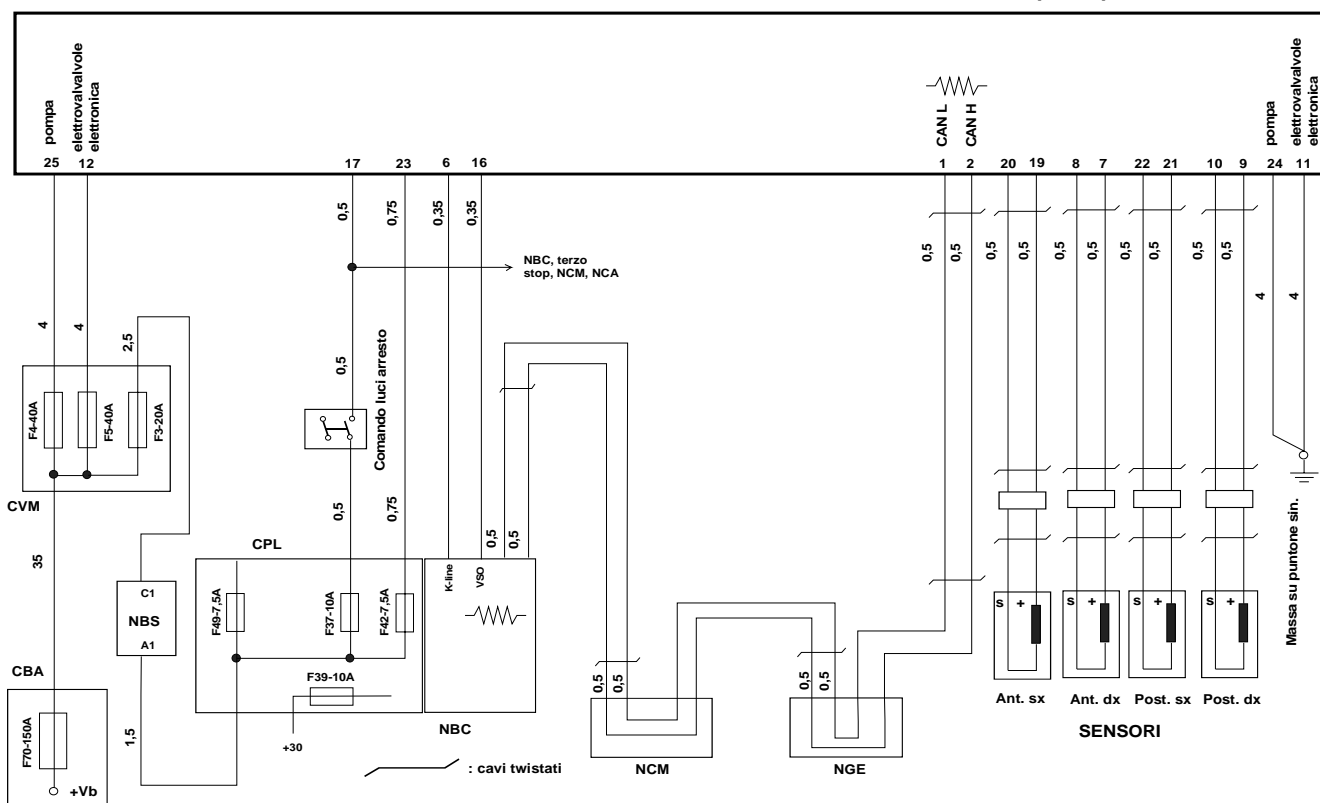 pompa
elettrovalvole
elettronica
CAN L
CAN H
pompa
elettrovalvole
elettronica
25 12 17 23 6 16 1 2 20 19 8 7 22 21 10 9 24 11
0,5 0,75 0,35 0,35
0,5 0,5 0,5 0,5 0,5 0,5 0,5 0,5 0,5 0,5
NBC, terzo
stop, NCM, NCA
4 4 2,5
4 4
0,5
Comando luci arresto
F4-40A F5-40A F3-20A
CVM
35
0,5 0,75
0,5 0,5
CPL
K-line VSO
C1
NBS
A1
F49-7,5A F37-10A F42-7,5A
F39-10A
+30
NBC
CBA
F70-150A
+Vb
1,5
: cavi twistati
0,5 0,5
NCM
0,5 0,5
NGE
S + S + S + S +
Ant. sx Ant. dx Post. sx Post. dx
SENSORI
Massa su puntone sin.